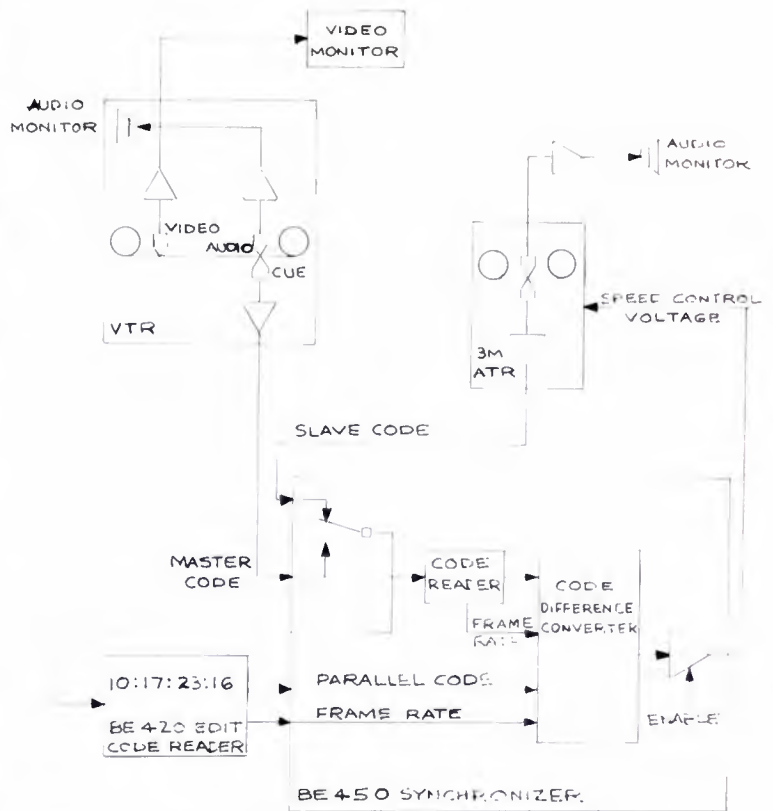 VIDEO
MONITOR
AUDIO
MONITOR
AUDIO
MONITOR
VIDEO
AUDIO
CUE
VTR
3M
ATR
SPEED CONTROL
VOLTAGE
SLAVE CODE
MASTER
CODE
CODE
READER
CODE
DIFFERENCE
CONVERTER
FRAME
RATE
10:17:23:16
BE 420 EDIT
CODE READER
PARALLEL CODE
FRAME RATE
ENABLE
BE 450 SYNCHRONIZER